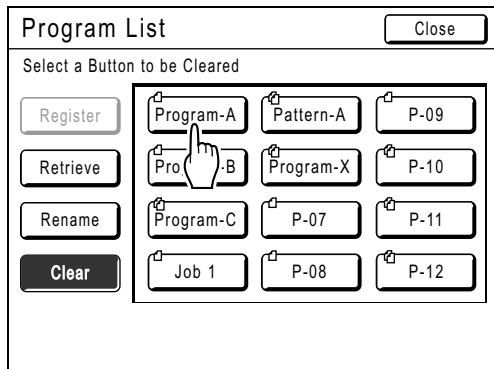 Program List
Close
Select a Button to be Cleared
Register
Program-A
Pattern-A
P-09
Retrieve
Pro -B
Program-X
P-10
Rename
Program-C
P-07
P-11
Clear
Job 1
P-08
P-12